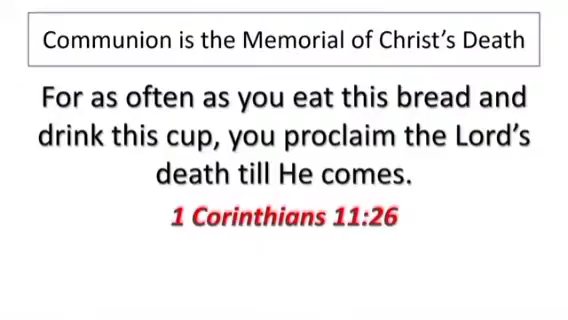 Communion is the Memorial of Christ's Death
For as often as you eat this bread and
drink this cup, you proclaim the Lord's
death till He comes.
1 Corinthians 11:26